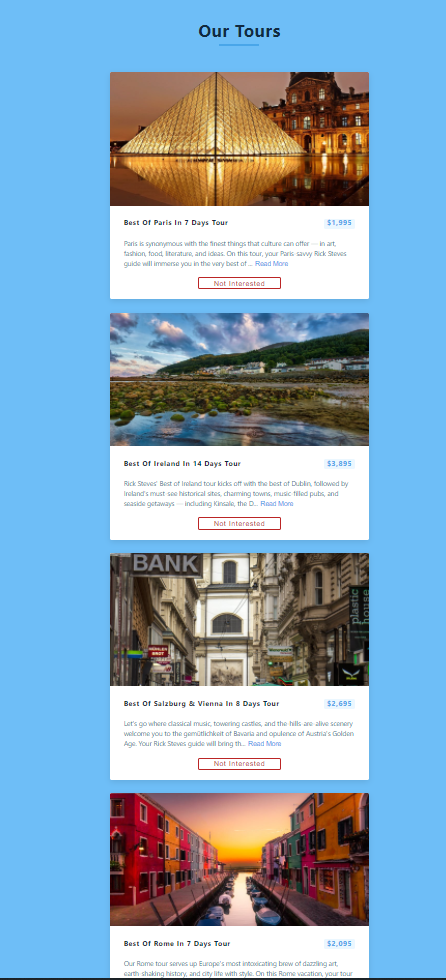 Our Tours
Best Of Paris In 7 Days Tour
$1,995
Paris is synonymous with the finest things that culture can offer — in art,
fashion, food, literature, and ideas. On this tour, your Paris-savvy Rick Steves
guide will immerse you in the very best of ... Read More
Not Interested
Best Of Ireland In 14 Days Tour
$3,895
Rick Steves' Best of Ireland tour kicks off with the best of Dublin, followed by
Ireland's must-see historical sites, charming towns, music-filled pubs, and
seaside getaways — including Kinsale, the D... Read More
Not Interested
BANK
plastic
house
Best Of Salzburg & Vienna In 8 Days Tour
$2,695
Let's go where classical music, towering castles, and the-hills-are-alive scenery
welcome you to the gemütlichkeit of Bavaria and opulence of Austria's Golden
Age. Your Rick Steves guide will bring th... Read More
Not Interested
Best Of Rome In 7 Days Tour
$2,095
Our Rome tour serves up Europe's most intoxicating brew of dazzling art,
earth-shaking history, and city life with style. On this Rome vacation, your tour